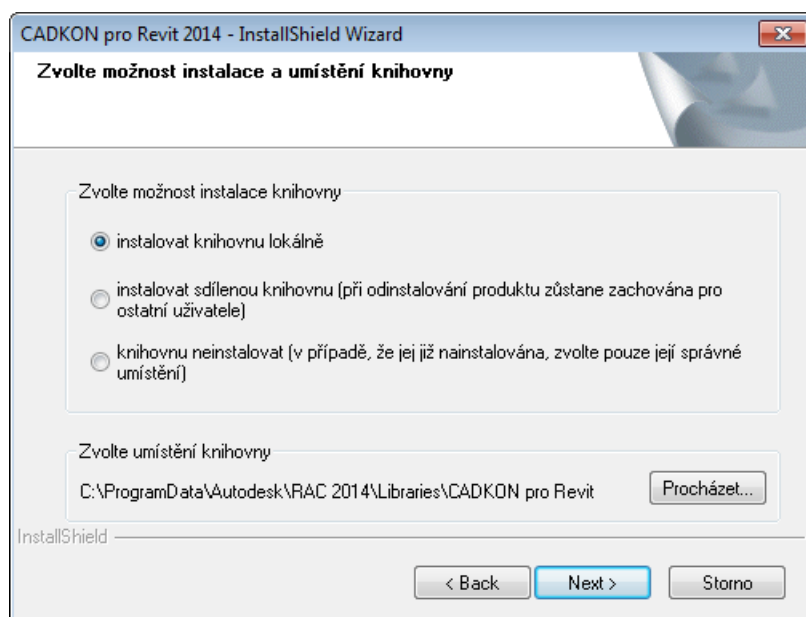 CADKON pro Revit 2014 - InstallShield Wizard
Zvolte možnost instalace a umístění knihovny
Zvolte možnost instalace knihovny
instalovat knihovnu lokálně
instalovat sdílenou knihovnu (při odinstalování produktu zůstane zachována pro
ostatní uživatele)
knihovnu neinstalovat (v případě, že jej již nainstalována, zvolte pouze její správné
umístění)
Zvolte umístění knihovny
C:\ProgramData\Autodesk\RAC 2014\Libraries\CADKON pro Revit
Procházet...
InstallShield
< Back
Next >
Storno